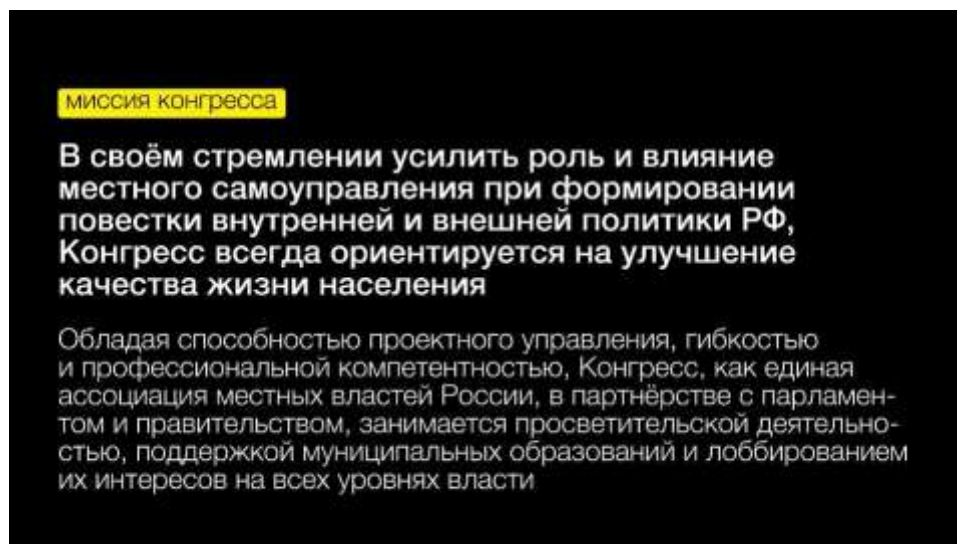 миссия конгресса
В своём стремлении усилить роль и влияние
местного самоуправления при формировании
повестки внутренней и внешней политики РФ,
Конгресс всегда ориентируется на улучшение
качества жизни населения
Обладая способностью проектного управления, гибкостью
и профессиональной компетентностью, Конгресс, как единая
ассоциация местных властей России, в партнёрстве с парламен-
том и правительством, занимается просветительской деятельно-
стью, поддержкой муниципальных образований и лоббированием
их интересов на всех уровнях власти